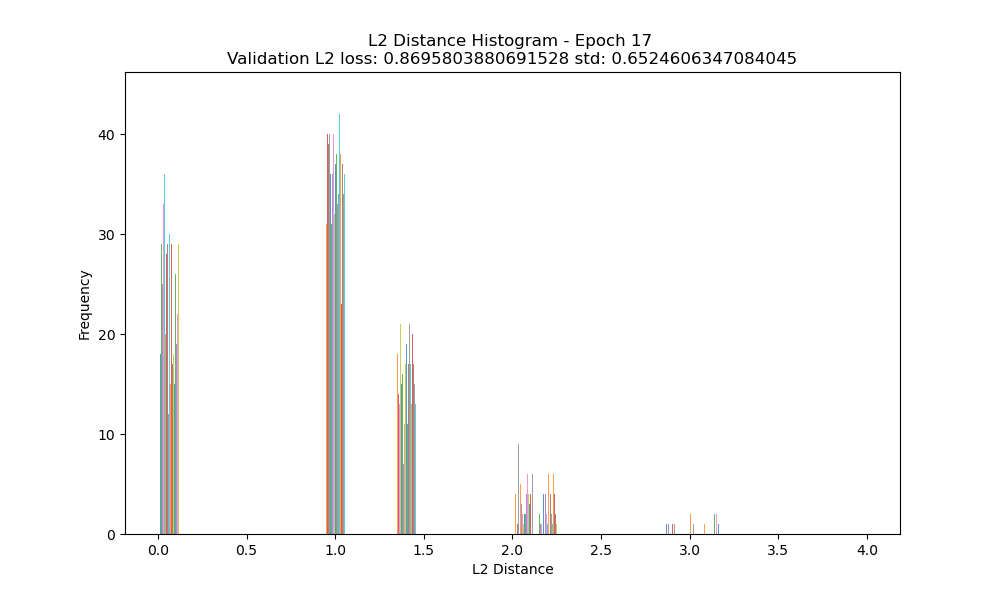 L2 Distance Histogram - Epoch 17
Validation L2 loss: 0.8695803880691528 std: 0.6524606347084045
Frequency
40
30
20
10
0
0.0 0.5 1.0 1.5 2.0 2.5 3.0 3.5 4.0
L2 Distance